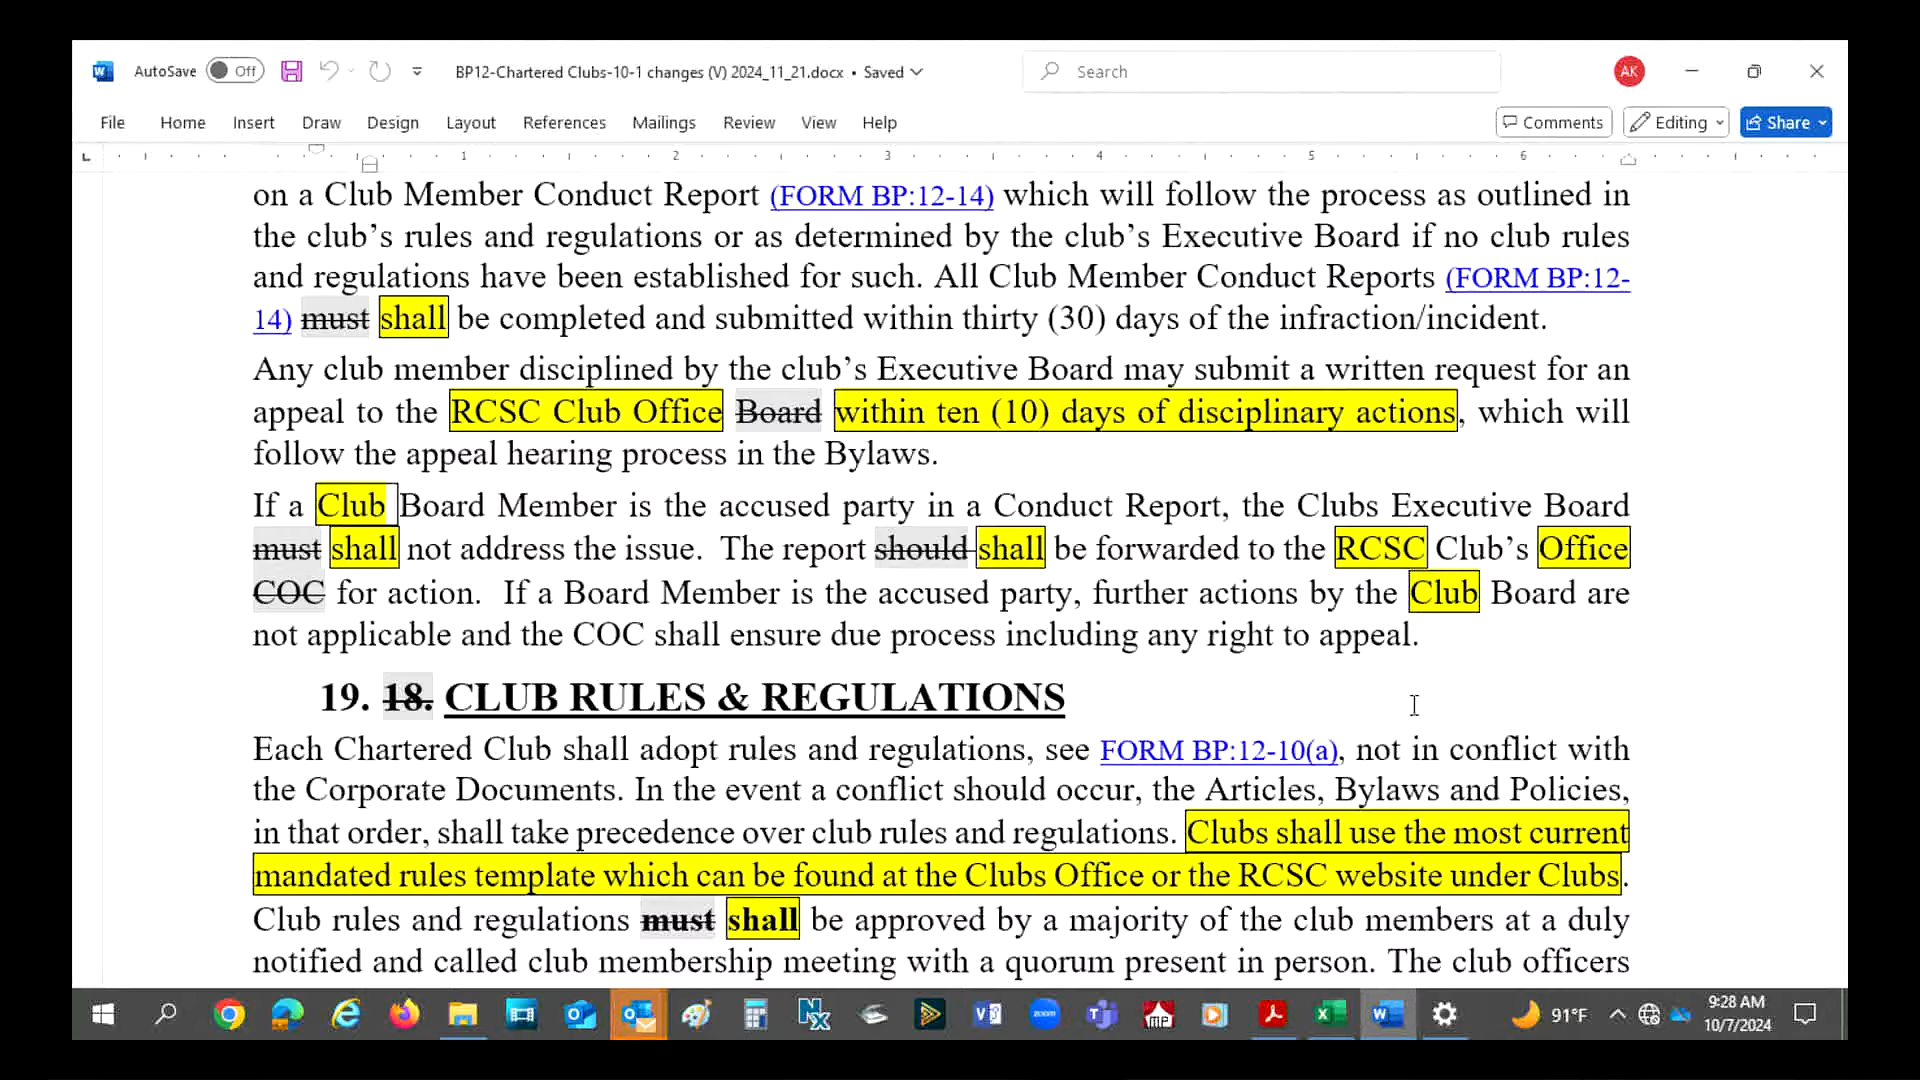 AutoSave Off BP12-Chartered Clubs-10-1 changes (V) 2024_11_21.docx • Saved Search AK
File Home Insert Draw Design Layout References Mailings Review View Help Comments Editing Share
1 2 3 4 5 6
on a Club Member Conduct Report (FORM BP:12-14) which will follow the process as outlined in
the club’s rules and regulations or as determined by the club’s Executive Board if no club rules
and regulations have been established for such. All Club Member Conduct Reports (FORM BP:12-
14) must shall be completed and submitted within thirty (30) days of the infraction/incident.
Any club member disciplined by the club’s Executive Board may submit a written request for an
appeal to the RCSC Club Office Board within ten (10) days of disciplinary actions, which will
follow the appeal hearing process in the Bylaws.
If a Club Board Member is the accused party in a Conduct Report, the Clubs Executive Board
must shall not address the issue. The report should shall be forwarded to the RCSC Club’s Office
COC for action. If a Board Member is the accused party, further actions by the Club Board are
not applicable and the COC shall ensure due process including any right to appeal.
19. 18. CLUB RULES & REGULATIONS
Each Chartered Club shall adopt rules and regulations, see FORM BP:12-10(a), not in conflict with
the Corporate Documents. In the event a conflict should occur, the Articles, Bylaws and Policies,
in that order, shall take precedence over club rules and regulations. Clubs shall use the most current
mandated rules template which can be found at the Clubs Office or the RCSC website under Clubs.
Club rules and regulations must shall be approved by a majority of the club members at a duly
notified and called club membership meeting with a quorum present in person. The club officers
91°F 9:28 AM
10/7/2024